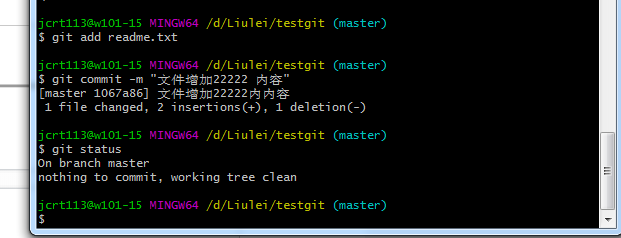 jcrt113@w101-15 MINGW64 /d/Liulei/testgit (master)
$ git add readme.txt
jcrt113@w101-15 MINGW64 /d/Liulei/testgit (master)
$ git commit -m "文件增加22222 内容"
[master 1067a86] 文件增加22222内内容
 1 file changed, 2 insertions(+), 1 deletion(-)
jcrt113@w101-15 MINGW64 /d/Liulei/testgit (master)
$ git status
On branch master
nothing to commit, working tree clean
jcrt113@w101-15 MINGW64 /d/Liulei/testgit (master)
$